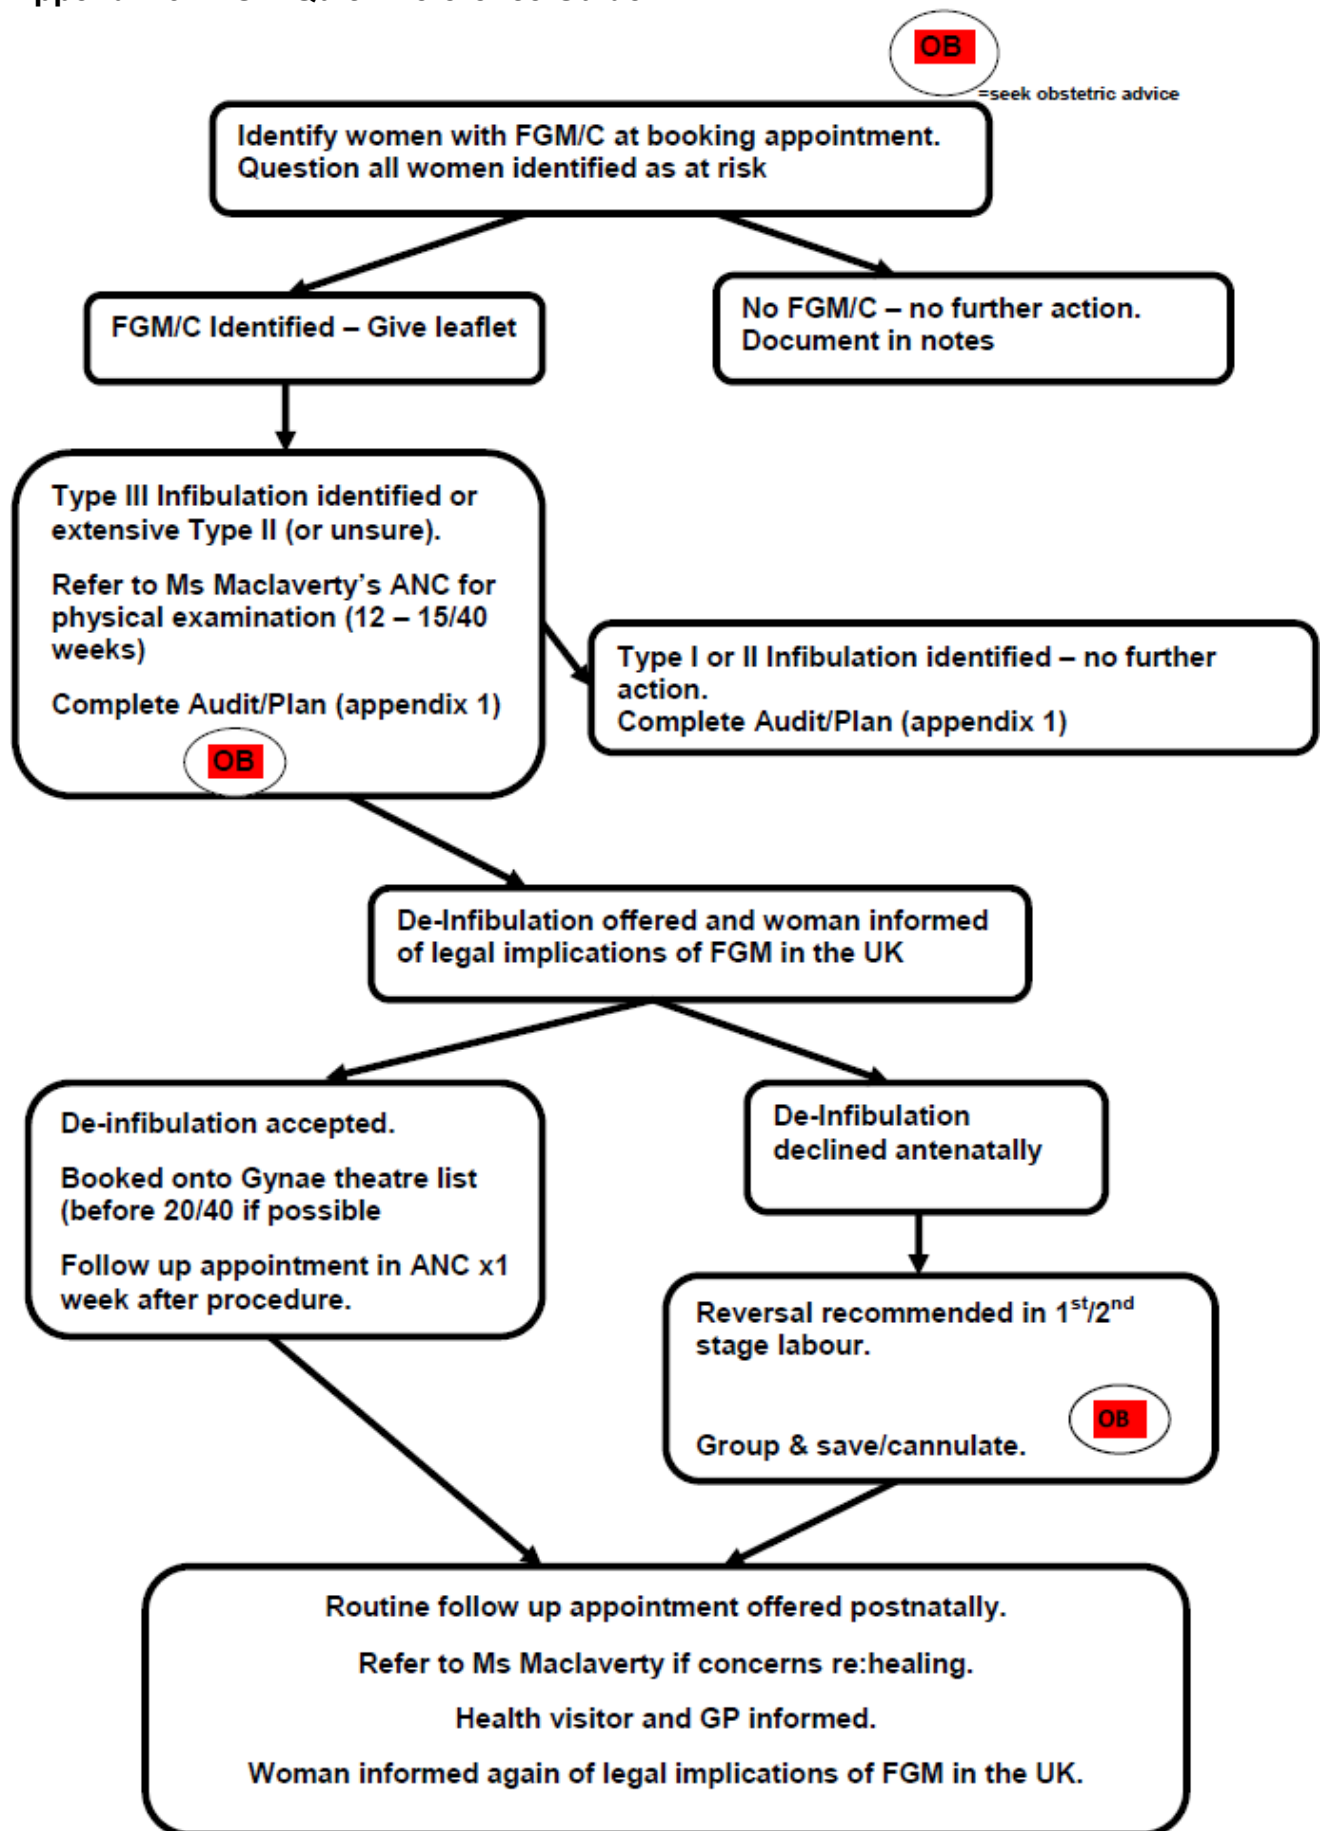 OB
=seek obstetric advice
Identify women with FGM/C at booking appointment.
Question all women identified as at risk
FGM/C Identified – Give leaflet
No FGM/C – no further action.
Document in notes
Type III Infibulation identified or
extensive Type II (or unsure).
Refer to Ms Maclaverty's ANC for
physical examination (12 – 15/40
weeks)
Complete Audit/Plan (appendix 1)
OB
Type I or II Infibulation identified – no further
action.
Complete Audit/Plan (appendix 1)
De-Infibulation offered and woman informed
of legal implications of FGM in the UK
De-infibulation accepted.
Booked onto Gynae theatre list
(before 20/40 if possible
Follow up appointment in ANC x1
week after procedure.
De-Infibulation
declined antenatally
Reversal recommended in 1st/2nd
stage labour.
OB
Group & save/cannulate.
Routine follow up appointment offered postnatally.
Refer to Ms Maclaverty if concerns re:healing.
Health visitor and GP informed.
Woman informed again of legal implications of FGM in the UK.